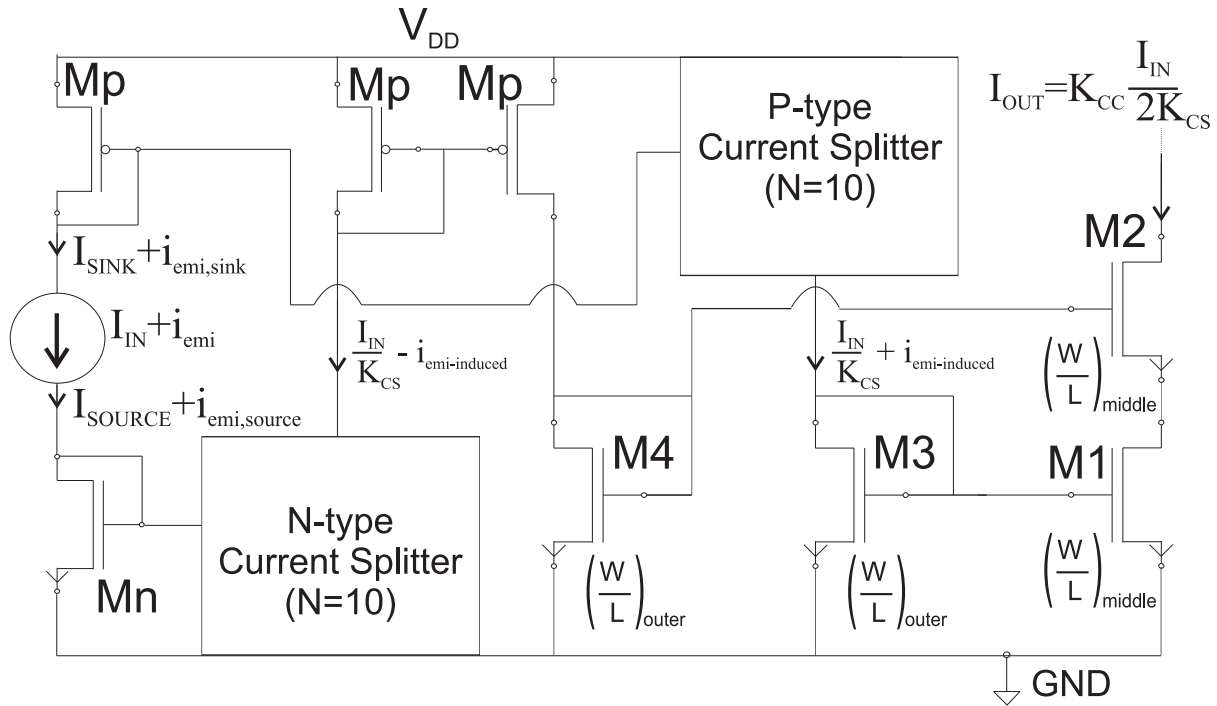 V_DD
Mp
Mp
Mp
P-type
Current Splitter
(N=10)
I_OUT=K_CC I_IN/2K_CS
I_SINK+i_emi,sink
I_IN+i_emi
I_SOURCE+i_emi,source
I_IN/K_CS - i_emi-induced
I_IN/K_CS + i_emi-induced
M2
(W/L)_middle
M4
M3
M1
N-type
Current Splitter
(N=10)
Mn
(W/L)_outer
(W/L)_outer
(W/L)_middle
GND